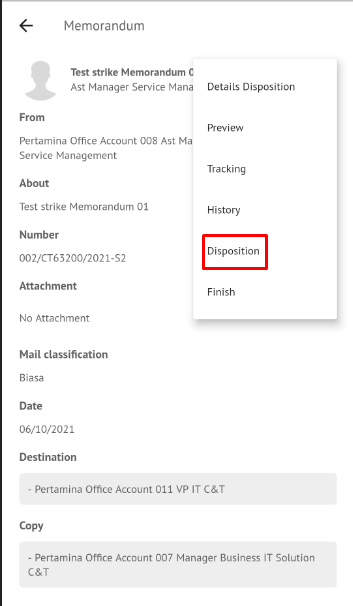 Memorandum
Test strike Memorandum 0
Ast Manager Service Mana
From
Pertamina Office Account 008 Ast Ma
Service Management
About
Test strike Memorandum 01
Number
002/CT63200/2021-S2
Attachment
No Attachment
Details Disposition
Preview
Tracking
History
Disposition
Finish
Mail classification
Biasa
Date
06/10/2021
Destination
- Pertamina Office Account 011 VP IT C&T
Copy
- Pertamina Office Account 007 Manager Business IT Solution
C&T